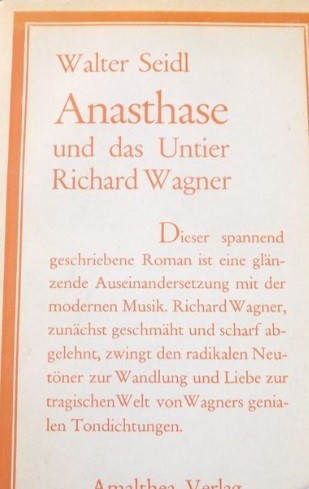 Walter Seidl
Anasthase
und das Untier
Richard Wagner
Dieser spannend
geschriebene Roman ist eine glän-
zende Auseinandersetzung mit der
modernen Musik. Richard Wagner,
zunächst geschmäht und scharf ab-
gelehnt, zwingt den radikalen Neu-
töner zur Wandlung und Liebe zur
tragischen Welt von Wagners genia-
len Tondichtungen.
Amalthea Verlag